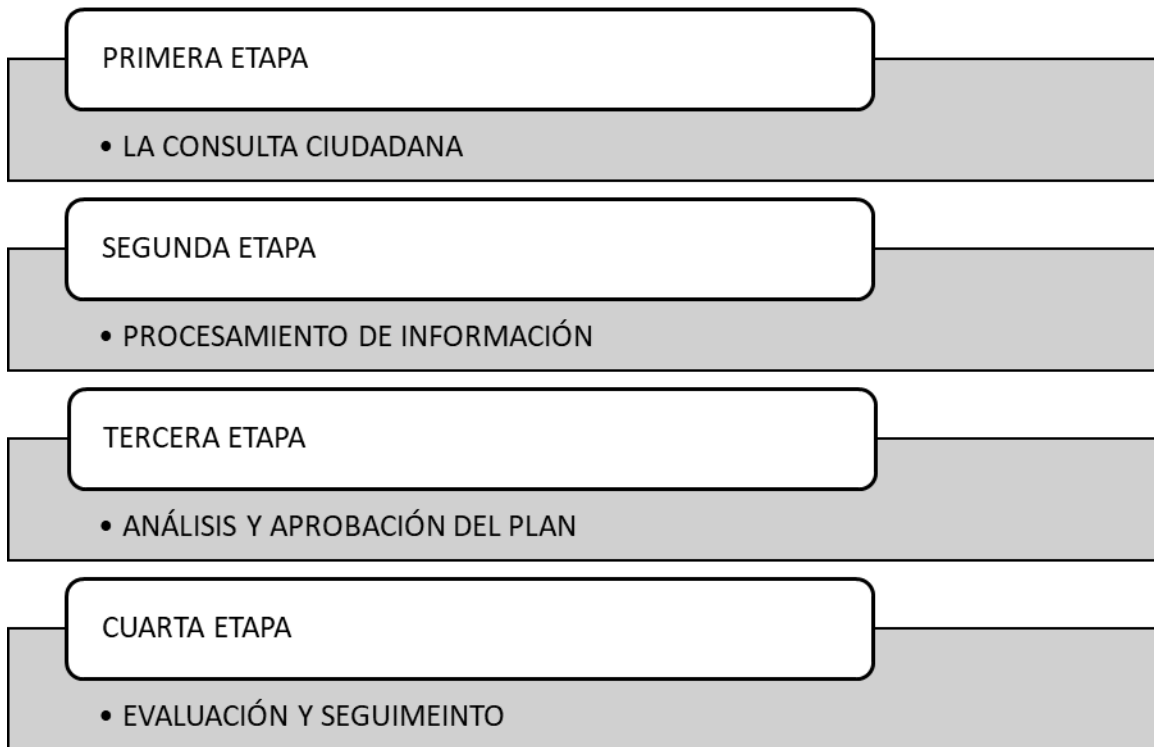 PRIMERA ETAPA
• LA CONSULTA CIUDADANA
SEGUNDA ETAPA
• PROCESAMIENTO DE INFORMACIÓN
TERCERA ETAPA
• ANÁLISIS Y APROBACIÓN DEL PLAN
CUARTA ETAPA
• EVALUACIÓN Y SEGUIMEINTO